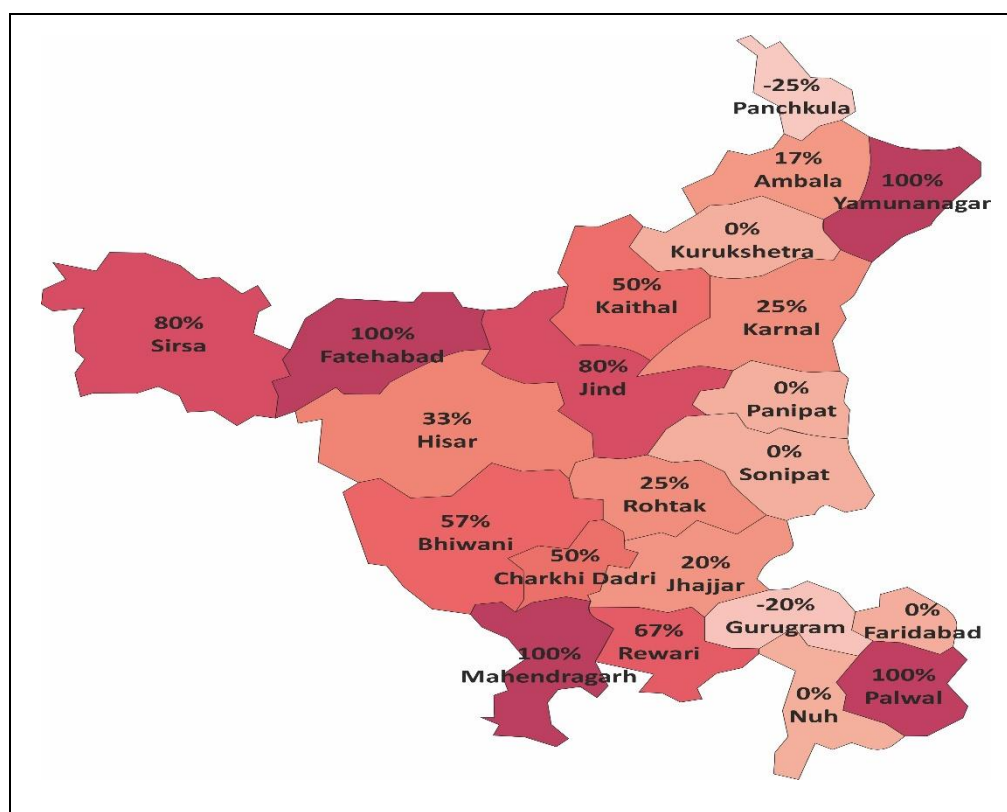 -25%
Panchkula
17%
Ambala
100%
Yamunanagar
0%
Kurukshetra
50%
Kaithal
25%
Karnal
80%
Sirsa
100%
Fatehabad
80%
Jind
0%
Panipat
33%
Hisar
0%
Sonipat
25%
Rohtak
57%
Bhiwani
50%
Charkhi Dadri
20%
Jhajjar
-20%
Gurugram
0%
Faridabad
100%
Mahendragarh
67%
Rewari
100%
Palwal
0%
Nuh